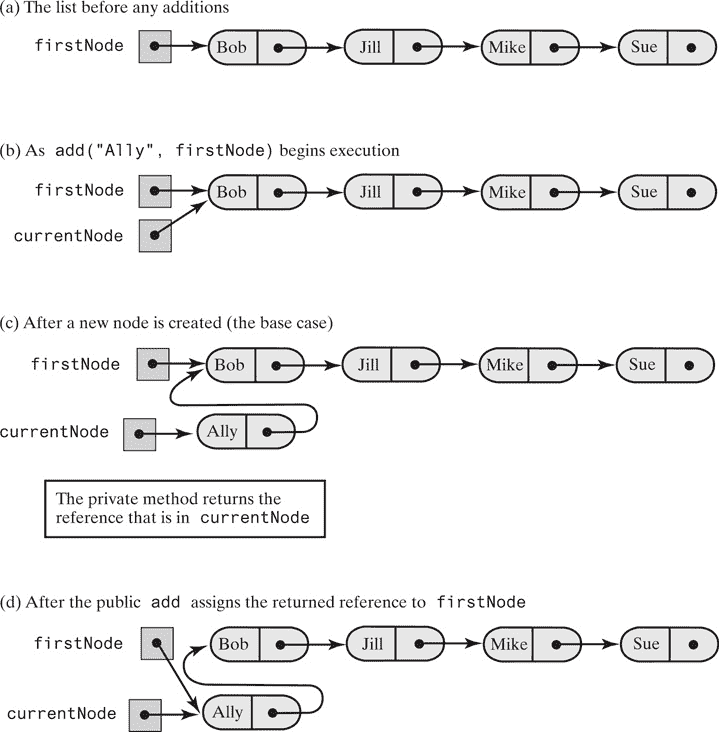 (a) The list before any additions
firstNode Bob Jill Mike Sue
(b) As add("Ally", firstNode) begins execution
firstNode Bob Jill Mike Sue
currentNode
(c) After a new node is created (the base case)
firstNode Bob Jill Mike Sue
currentNode Ally
The private method returns the
reference that is in currentNode
(d) After the public add assigns the returned reference to firstNode
firstNode Bob Jill Mike Sue
currentNode Ally